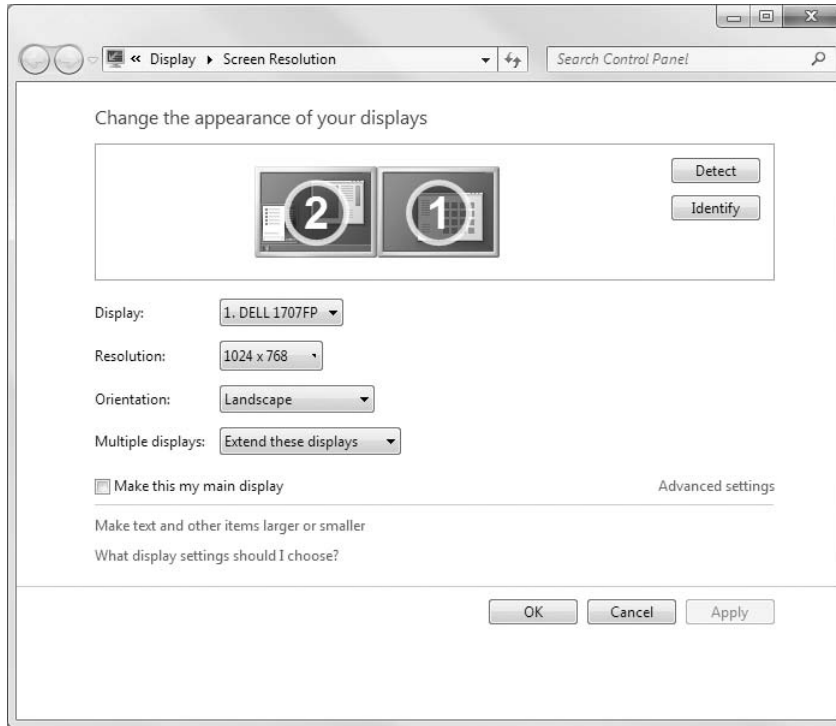 « Display ▸ Screen Resolution
Search Control Panel
Change the appearance of your displays
2
1
Detect
Identify
Display: 1. DELL 1707FP
Resolution: 1024 x 768
Orientation: Landscape
Multiple displays: Extend these displays
Make this my main display
Advanced settings
Make text and other items larger or smaller
What display settings should I choose?
OK
Cancel
Apply